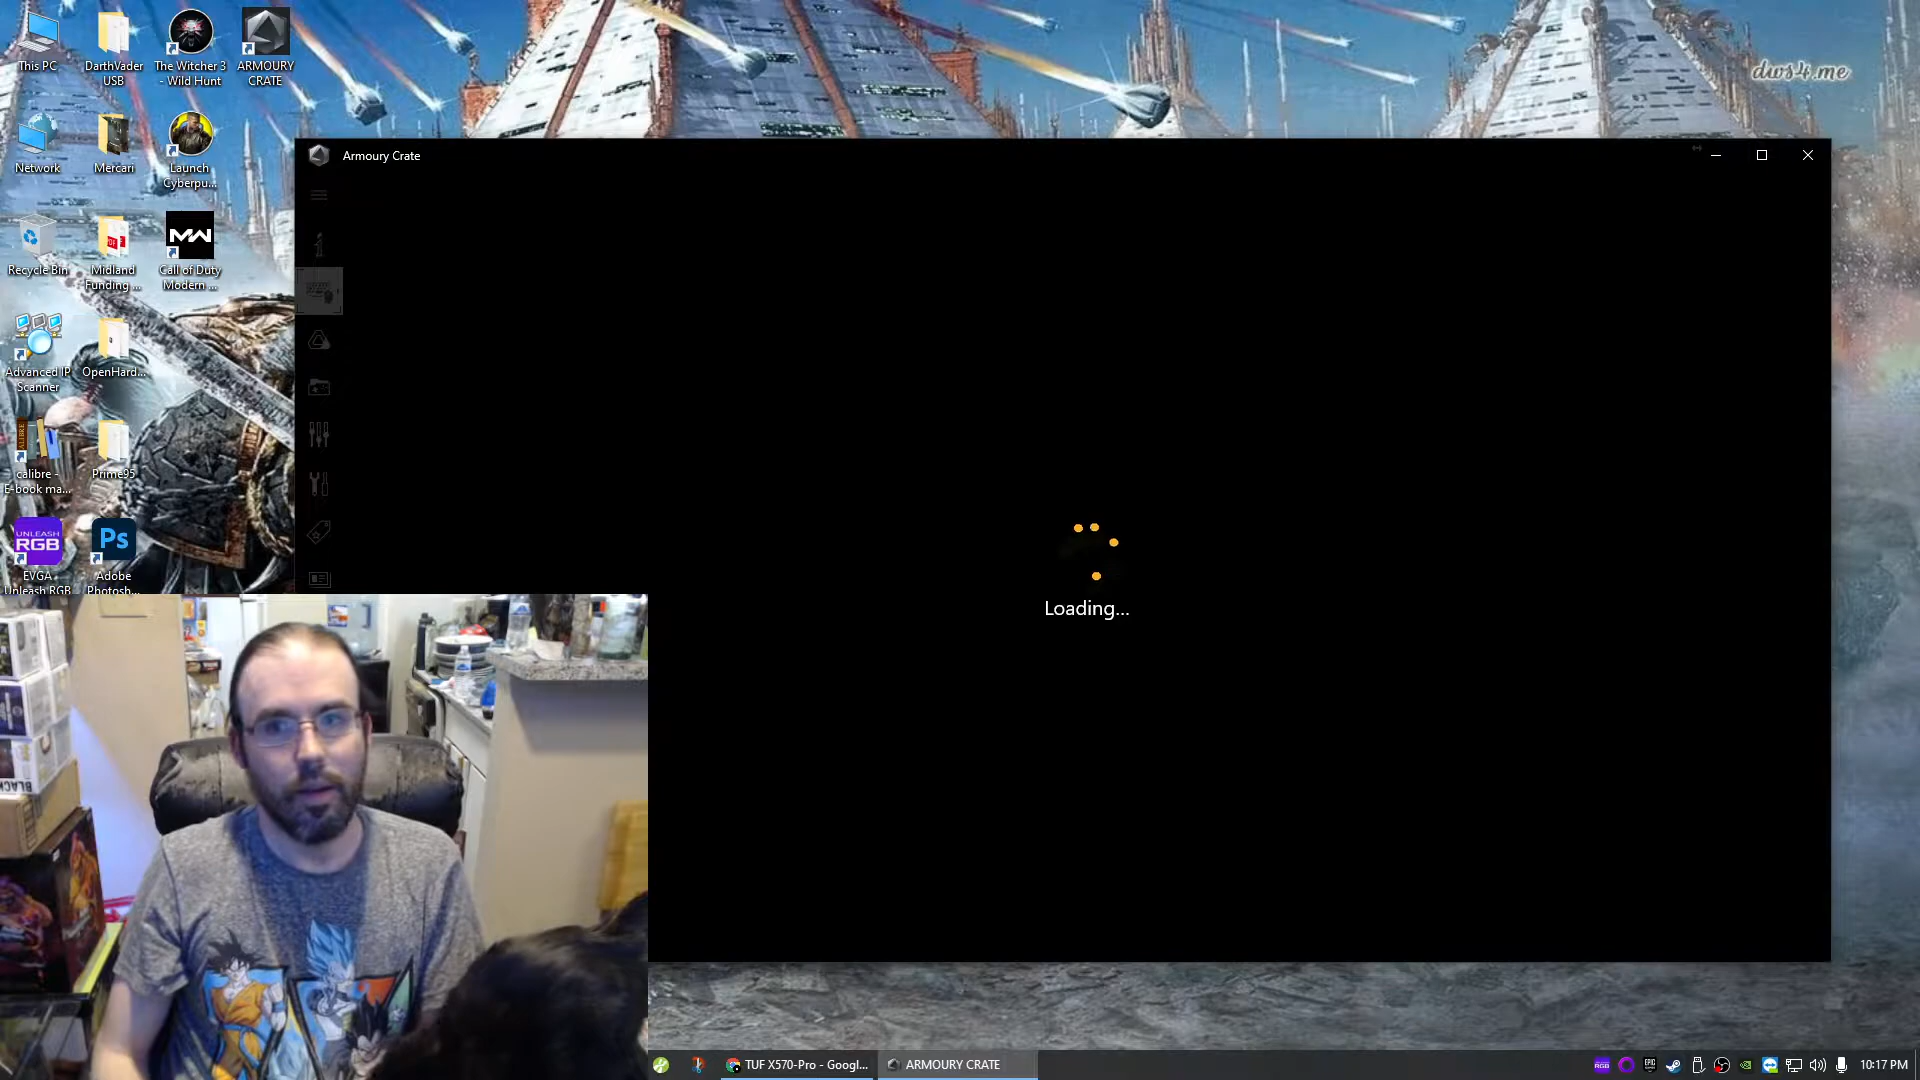 This PC
DarthVader
USB
The Witcher 3
- Wild Hunt
ARMOURY
CRATE
dws4.me
Network
Mercari
Launch
Cyberpu...
Armoury Crate
MW
Recycle Bin
Midland
Funding ...
Call of Duty
Modern ...
Advanced IP
Scanner
OpenHard...
calibre -
E-book ma...
Prime95
UNLEASH
RGB
EVGA
Unleash RGB
Ps
Adobe
Photosh...
Loading...
TUF X570-Pro - Googl...
ARMOURY CRATE
10:17 PM